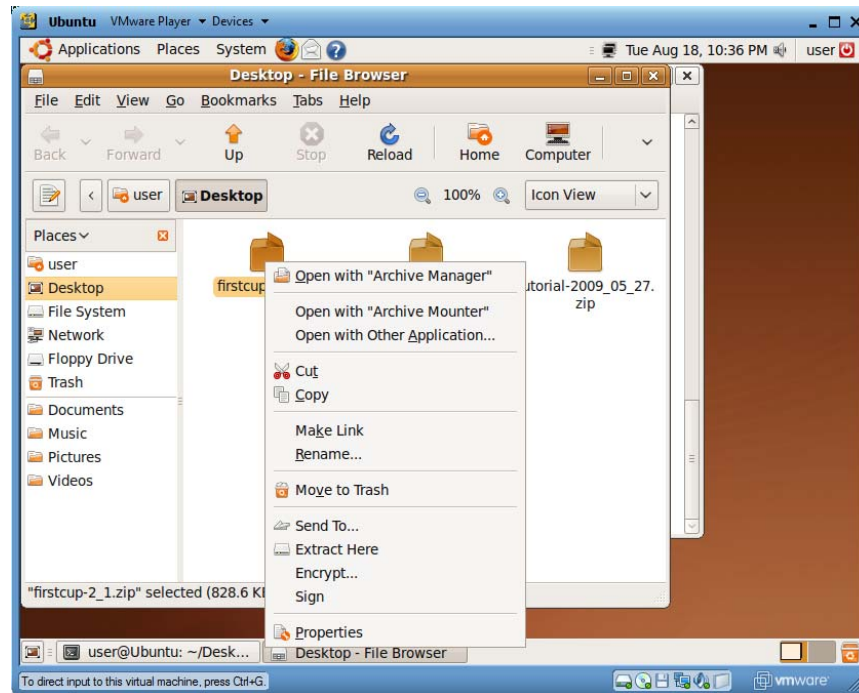 Ubuntu VMware Player Devices
Applications Places System Tue Aug 18, 10:36 PM user
Desktop - File Browser
File Edit View Go Bookmarks Tabs Help
Back Forward Up Stop Reload Home Computer
user Desktop 100% Icon View
Places
user
Desktop
File System
Network
Floppy Drive
Trash
Documents
Music
Pictures
Videos
firstcup
utorial-2009_05_27.
zip
Open with "Archive Manager"
Open with "Archive Mounter"
Open with Other Application...
Cut
Copy
Make Link
Rename...
Move to Trash
Send To...
Extract Here
Encrypt...
Sign
Properties
"firstcup-2_1.zip" selected (828.6 K
user@Ubuntu: ~/Desk... Desktop - File Browser
To direct input to this virtual machine, press Ctrl+G. vmware